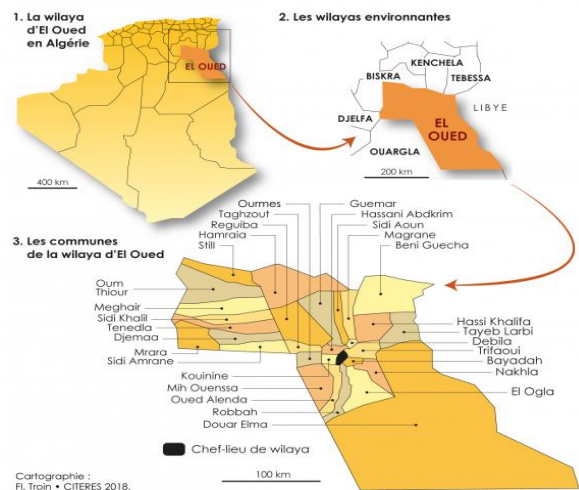 1. La wilaya
d'El Oued
en Algérie
EL OUED
400 km
2. Les wilayas environnantes
KENCHELA
BISKRA
TEBESSA
LIBYE
DJELFA
EL
OUED
OUARGLA
200 km
3. Les communes
de la wilaya d'El Oued
Ourmes
Taghzout
Reguiba
Hamraia
Still
Guemar
Hassani Abdkrim
Sidi Aoun
Magrane
Beni Guecha
Oum
Thiour
Meghair
Sidi Khalil
Tenedla
Djemaa
Mrara
Sidi Amrane
Kouinine
Mih Ouenssa
Oued Alenda
Robbah
Douar Elma
Hassi Khalifa
Tayeb Larbi
Debila
Trifaoui
Bayadah
Nakhla
El Ogla
Chef-lieu de wilaya
100 km
Cartographie :
Fl. Troin • CITERES 2018.